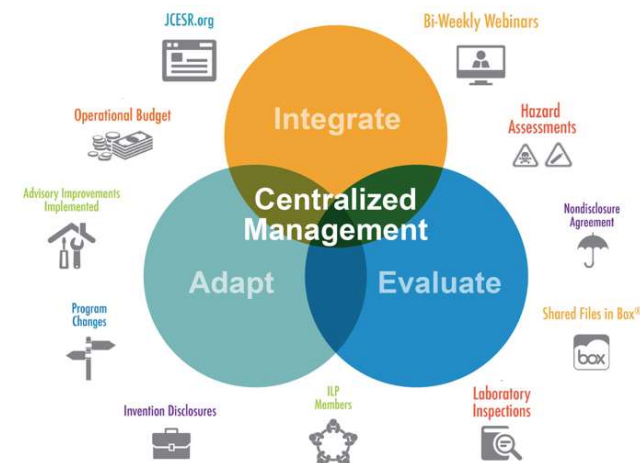 JCESR.org
Bi-Weekly Webinars
Operational Budget
Integrate
Hazard
Assessments
Advisory Improvements
Implemented
Centralized
Management
Nondisclosure
Agreement
Adapt
Evaluate
Program
Changes
Shared Files in Box®
box
Invention Disclosures
ILP
Members
Laboratory
Inspections